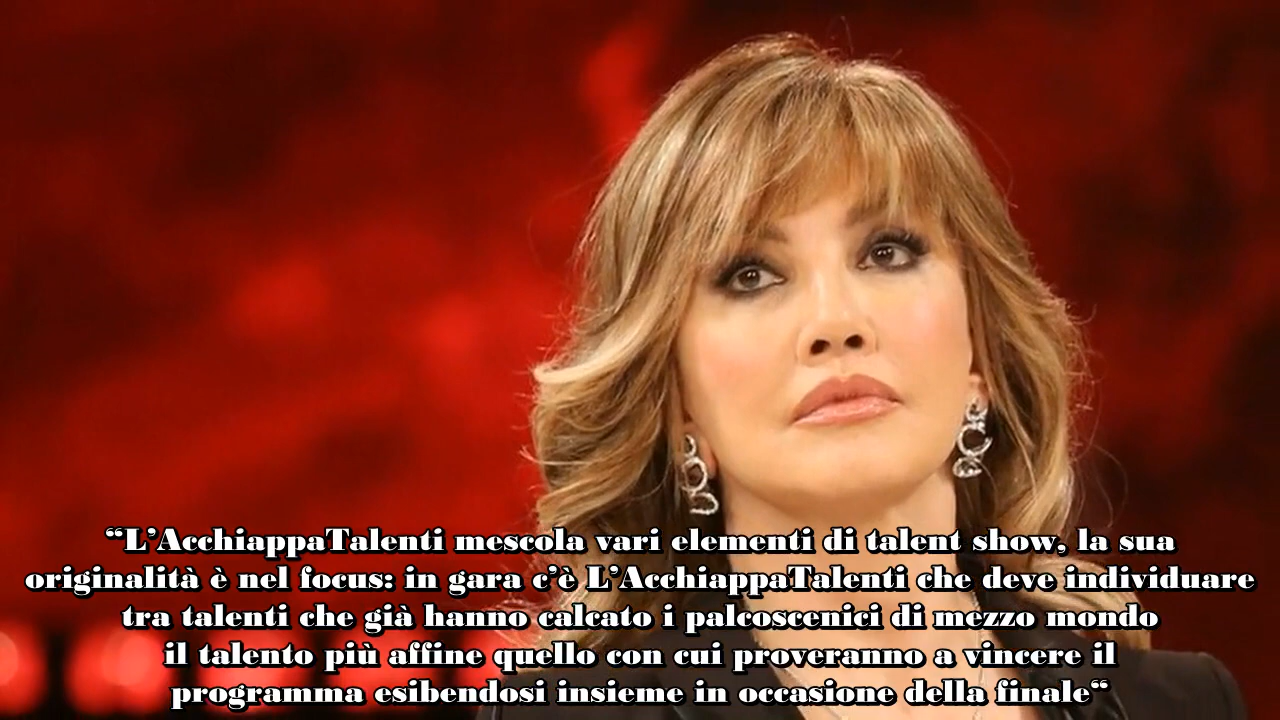 “L’AcchiappaTalenti mescola vari elementi di talent show, la sua
originalità è nel focus: in gara c’è L’AcchiappaTalenti che deve individuare
tra talenti che già hanno calcato i palcoscenici di mezzo mondo
il talento più affine quello con cui proveranno a vincere il
programma esibendosi insieme in occasione della finale“